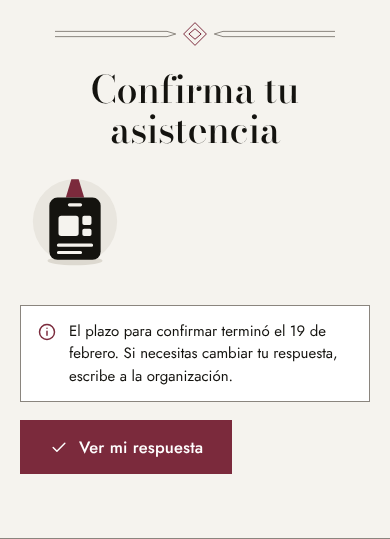 Confirma tu
asistencia
El plazo para confirmar terminó el 19 de
febrero. Si necesitas cambiar tu respuesta,
escribe a la organización.
Ver mi respuesta